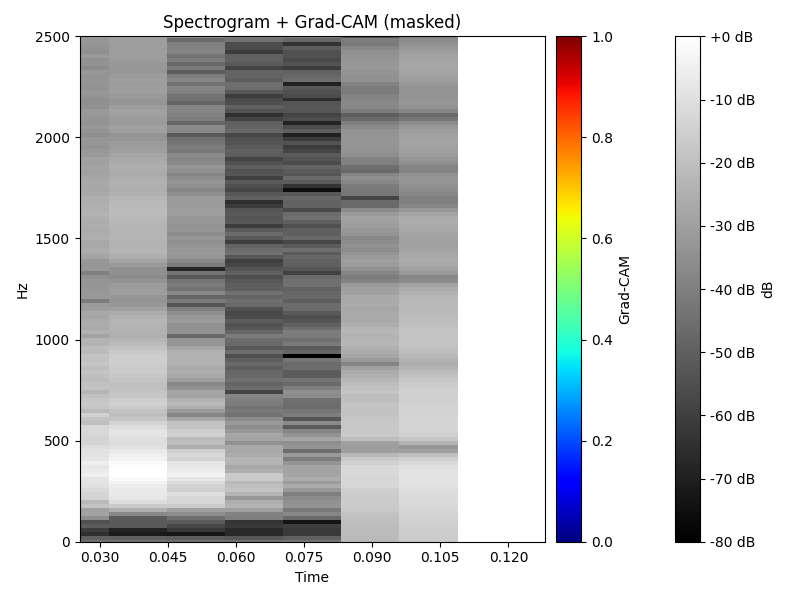 Spectrogram + Grad-CAM (masked)
2500
2000
1500
1000
500
0
Hz
0.030
0.045
0.060
0.075
0.090
0.105
0.120
Time
1.0
0.8
0.6
0.4
0.2
0.0
Grad-CAM
+0 dB
-10 dB
-20 dB
-30 dB
-40 dB
-50 dB
-60 dB
-70 dB
-80 dB
dB